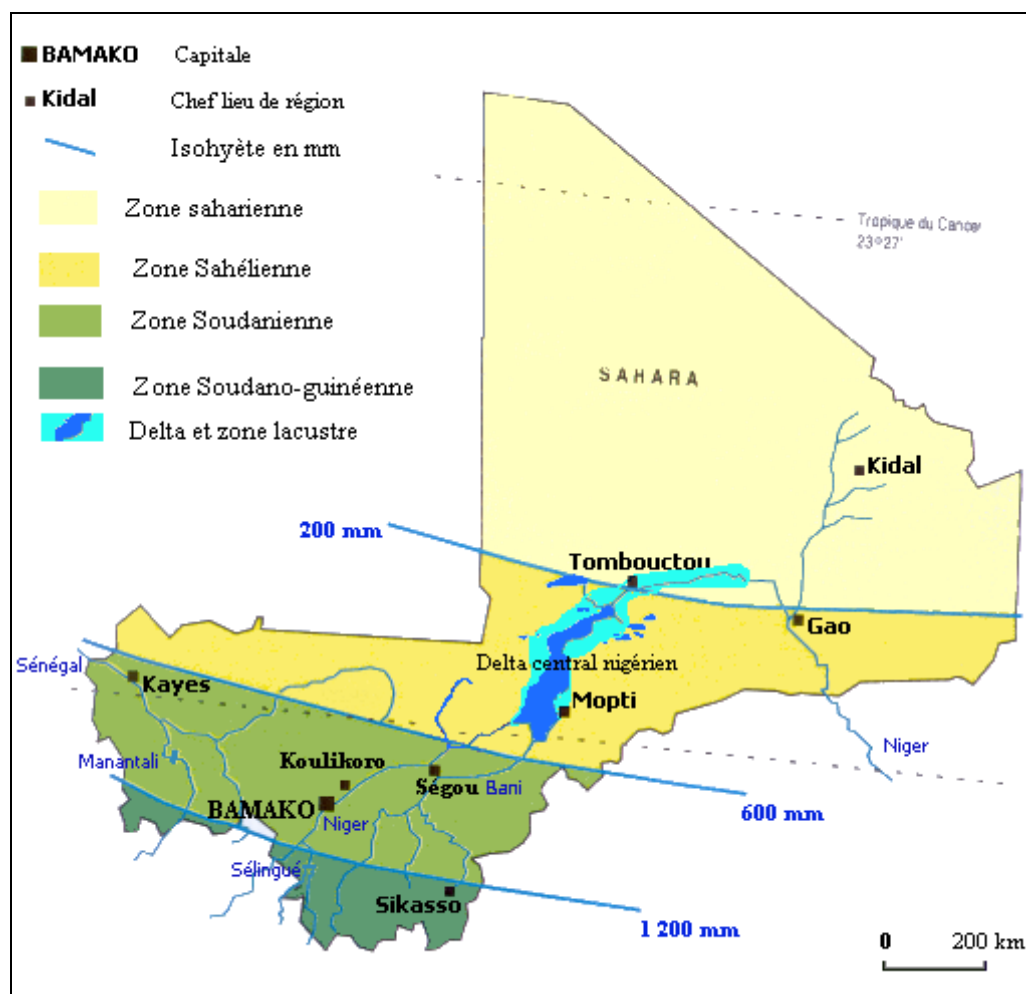 BAMAKO Capitale
Kidal Chef lieu de région
Isohyète en mm
Zone saharienne
Zone Sahélienne
Zone Soudanienne
Zone Soudano-guinéenne
Delta et zone lacustre
Tropique du Cancer
23°27'
SAHARA
Kidal
200 mm
Tombouctou
Gao
Sénégal
Kayes
Delta central nigérien
Mopti
Niger
Manantali
Koulikoro
Ségou Bani
BAMAKO
Niger
600 mm
Sélingué
Sikasso
1 200 mm
0 200 km